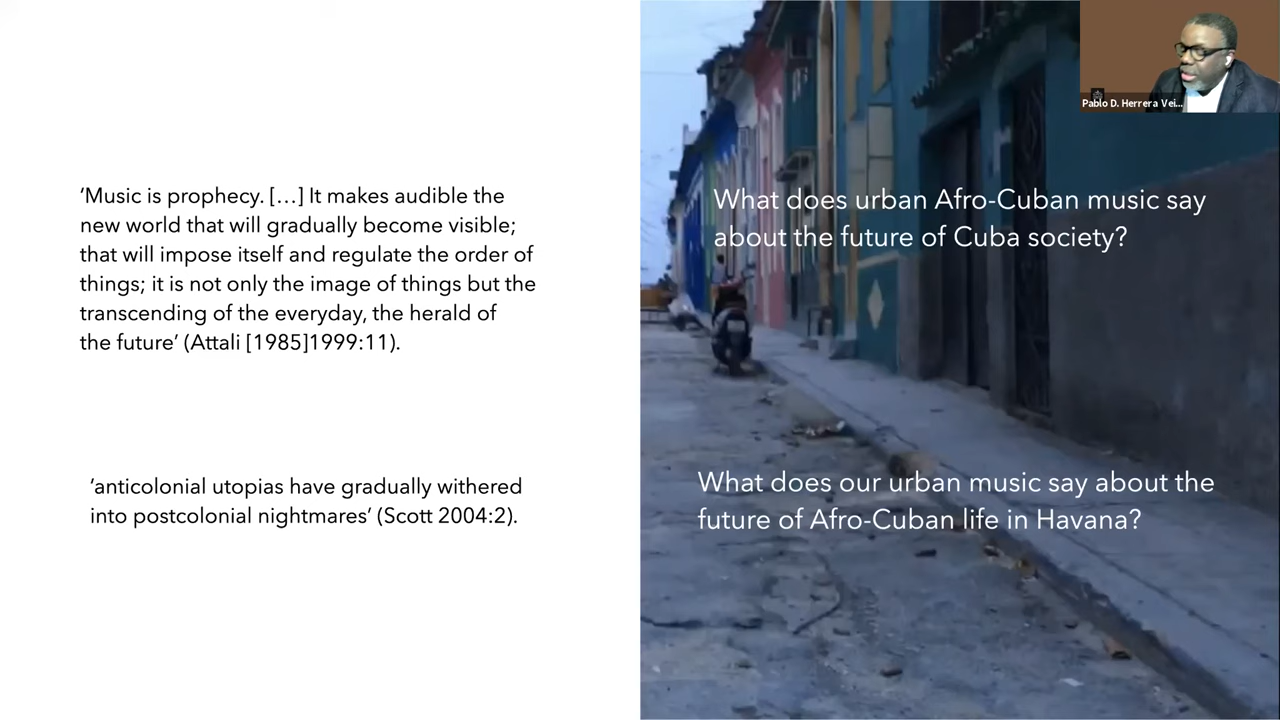 ‘Music is prophecy. […] It makes audible the
new world that will gradually become visible;
that will impose itself and regulate the order of
things; it is not only the image of things but the
transcending of the everyday, the herald of
the future’ (Attali [1985]1999:11).
‘anticolonial utopias have gradually withered
into postcolonial nightmares’ (Scott 2004:2).
What does urban Afro-Cuban music say
about the future of Cuba society?
What does our urban music say about the
future of Afro-Cuban life in Havana?
Pablo D. Herrera Vei...